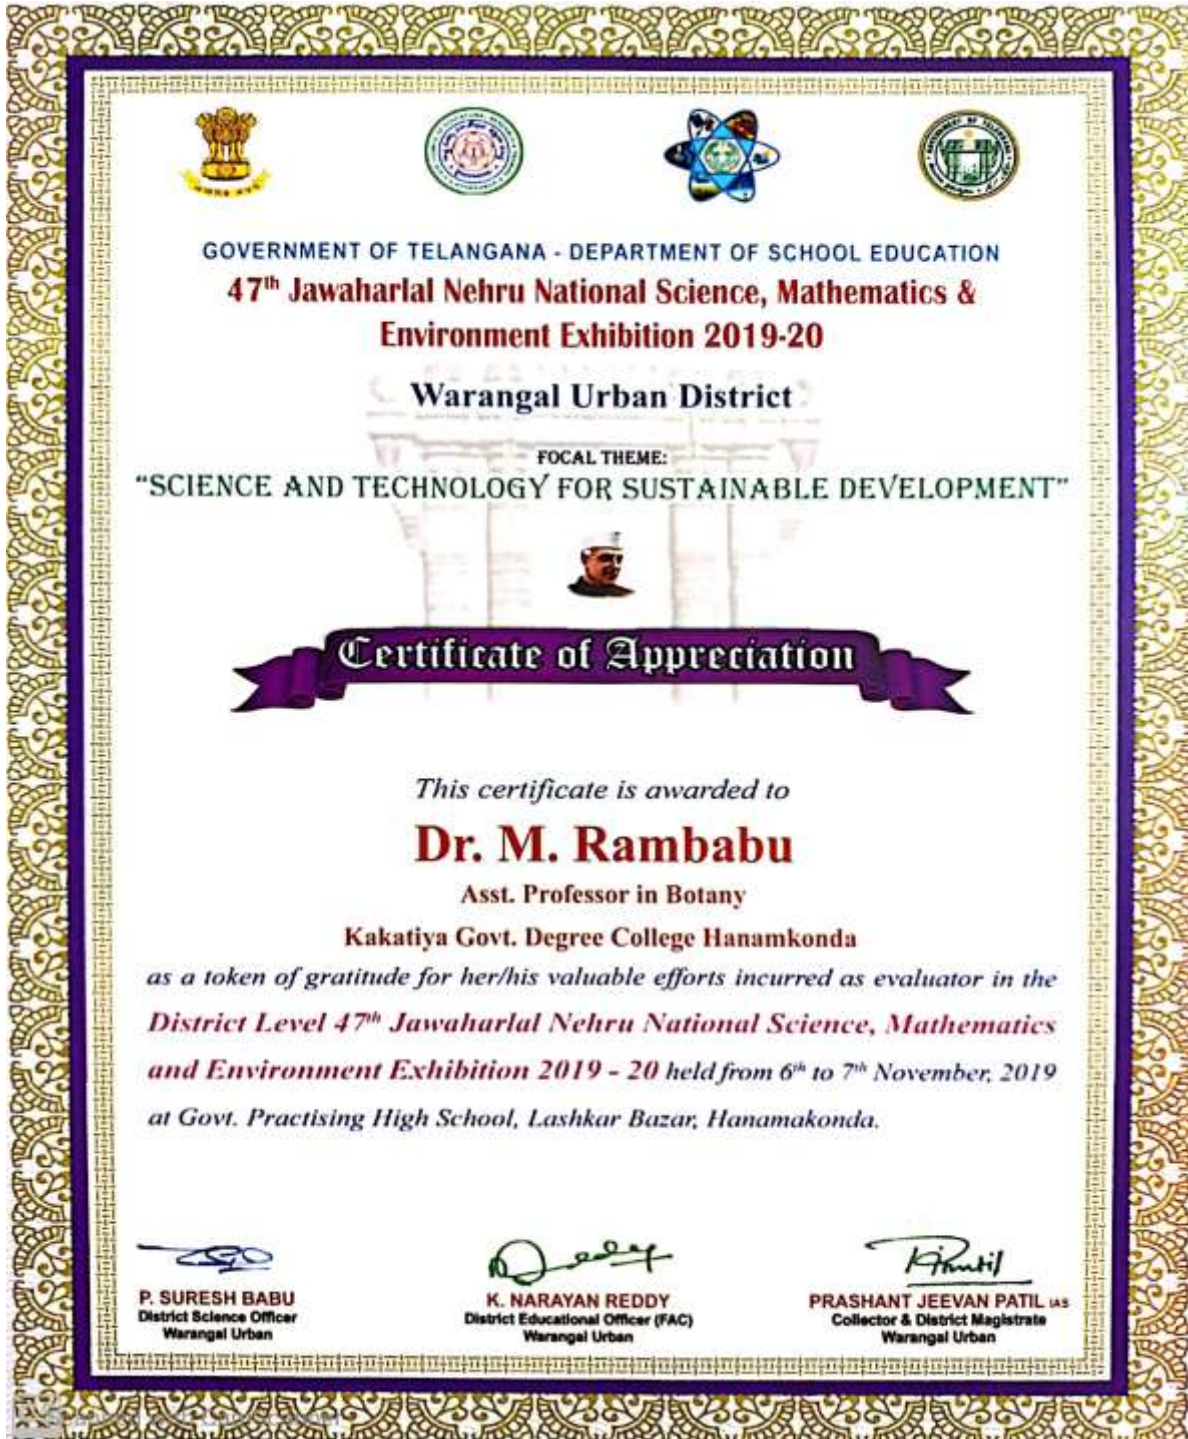 GOVERNMENT OF TELANGANA - DEPARTMENT OF SCHOOL EDUCATION
47th Jawaharlal Nehru National Science, Mathematics &
Environment Exhibition 2019-20
Warangal Urban District
FOCAL THEME:
"SCIENCE AND TECHNOLOGY FOR SUSTAINABLE DEVELOPMENT"
Certificate of Appreciation
This certificate is awarded to
Dr. M. Rambabu
Asst. Professor in Botany
Kakatiya Govt. Degree College Hanamkonda
as a token of gratitude for her/his valuable efforts incurred as evaluator in the
District Level 47th Jawaharlal Nehru National Science, Mathematics
and Environment Exhibition 2019 - 20 held from 6th to 7th November, 2019
at Govt. Practising High School, Lashkar Bazar, Hanamakonda.
P. SURESH BABU
District Science Officer
Warangal Urban
K. NARAYAN REDDY
District Educational Officer (FAC)
Warangal Urban
PRASHANT JEEVAN PATIL IAS
Collector & District Magistrate
Warangal Urban